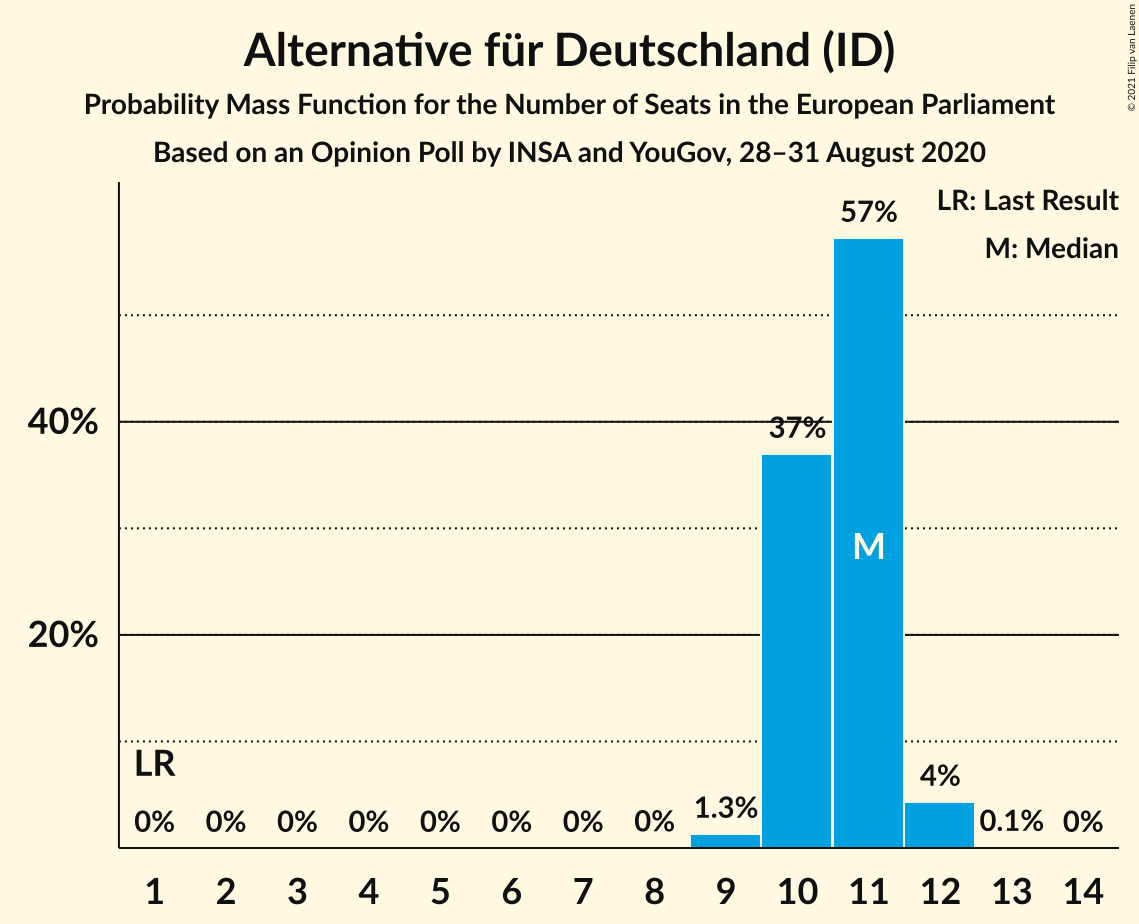 Alternative für Deutschland (ID)
Probability Mass Function for the Number of Seats in the European Parliament
Based on an Opinion Poll by INSA and YouGov, 28–31 August 2020
© 2021 Filip van Laenen
LR: Last Result
M: Median
57%
40%
37%
M
20%
LR
4%
0% 0% 0% 0% 0% 0% 0% 0% 1.3% 0.1% 0%
1 2 3 4 5 6 7 8 9 10 11 12 13 14